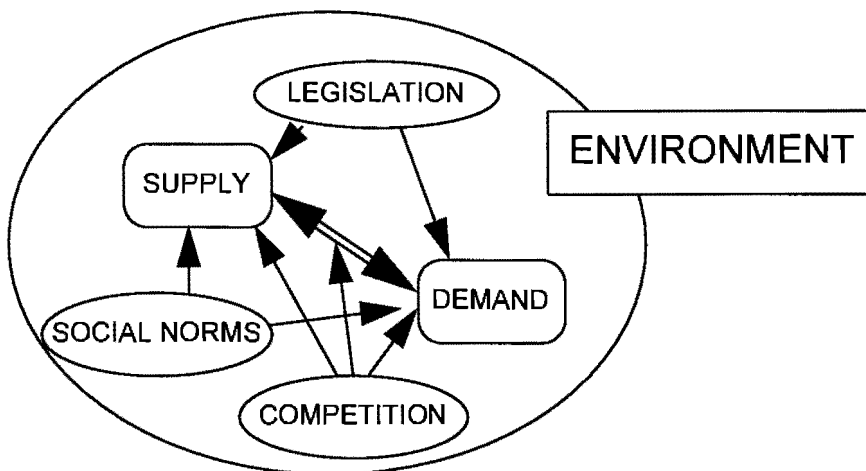 LEGISLATION
ENVIRONMENT
SUPPLY
DEMAND
SOCIAL NORMS
COMPETITION